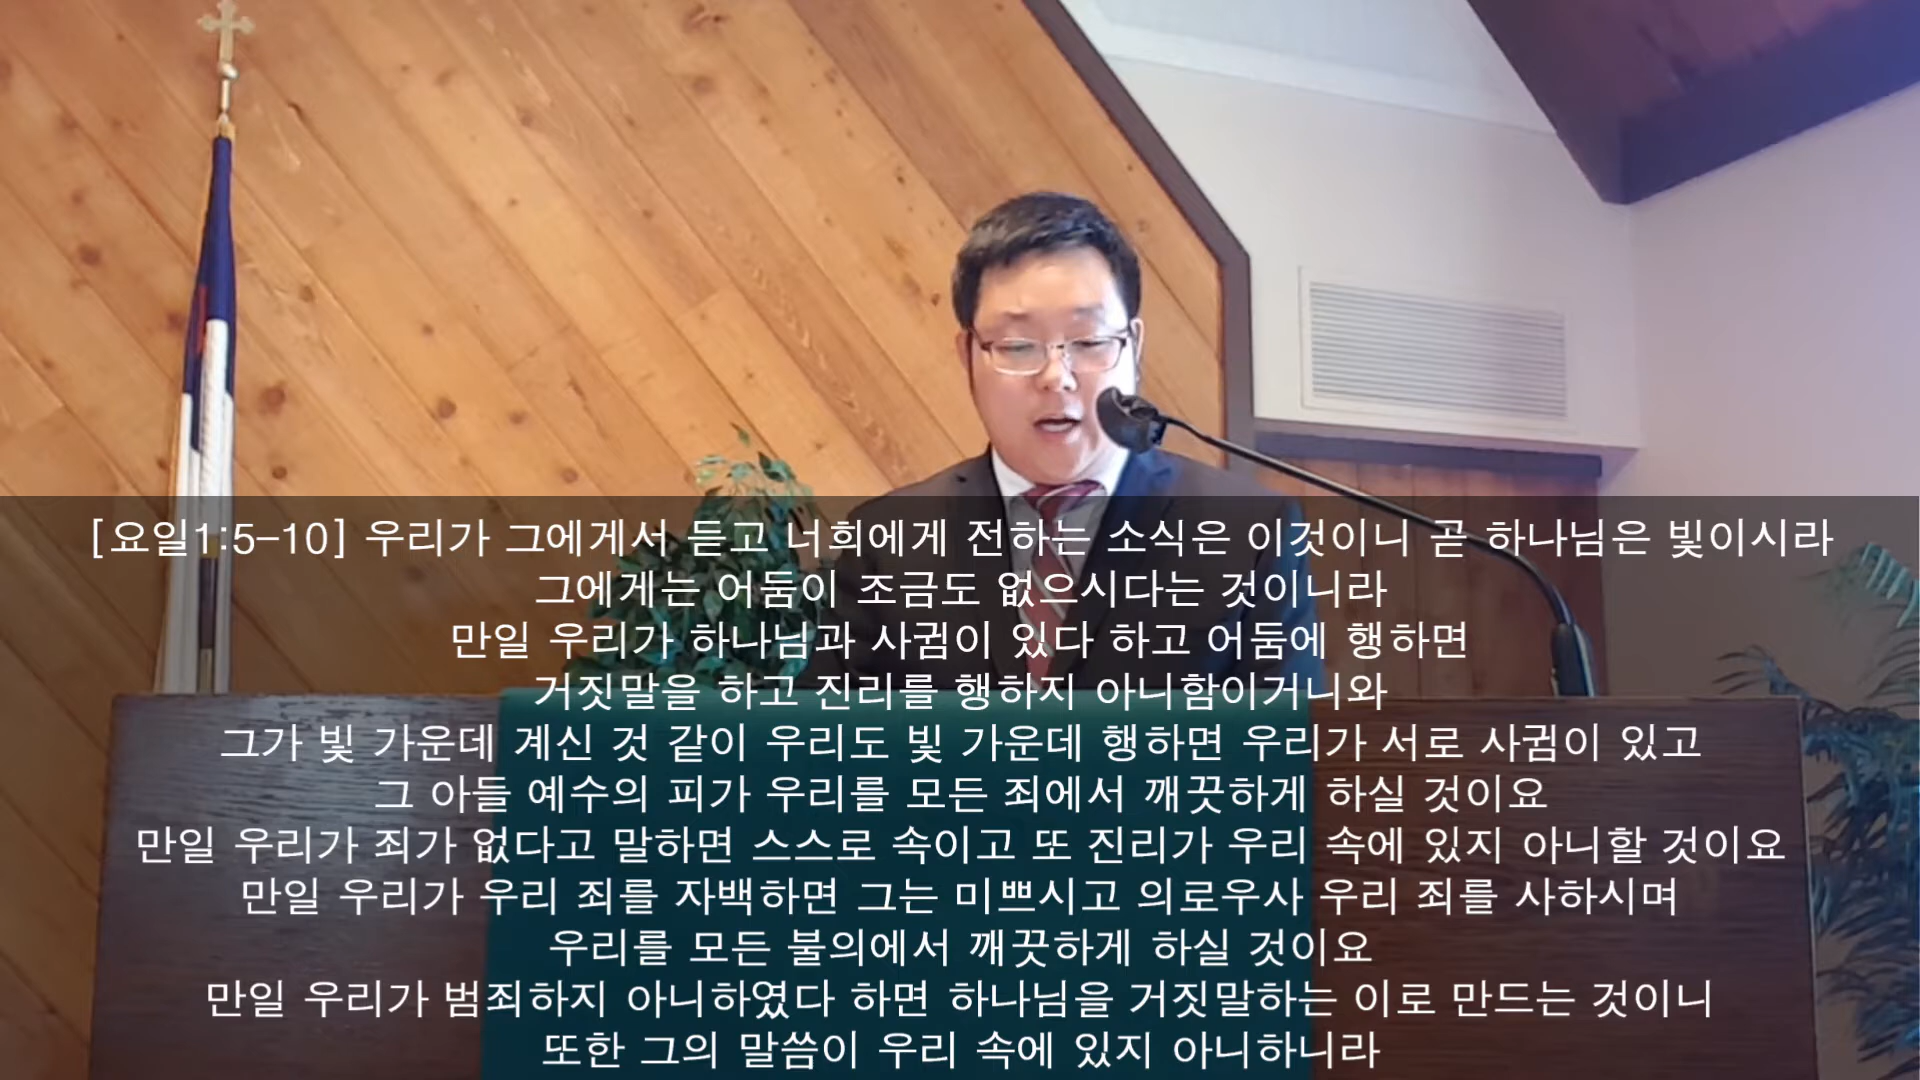 [요일1:5-10] 우리가 그에게서 듣고 너희에게 전하는 소식은 이것이니 곧 하나님은 빛이시라
그에게는 어둠이 조금도 없으시다는 것이니라
만일 우리가 하나님과 사귐이 있다 하고 어둠에 행하면
거짓말을 하고 진리를 행하지 아니함이거니와
그가 빛 가운데 계신 것 같이 우리도 빛 가운데 행하면 우리가 서로 사귐이 있고
그 아들 예수의 피가 우리를 모든 죄에서 깨끗하게 하실 것이요
만일 우리가 죄가 없다고 말하면 스스로 속이고 또 진리가 우리 속에 있지 아니할 것이요
만일 우리가 우리 죄를 자백하면 그는 미쁘시고 의로우사 우리 죄를 사하시며
우리를 모든 불의에서 깨끗하게 하실 것이요
만일 우리가 범죄하지 아니하였다 하면 하나님을 거짓말하는 이로 만드는 것이니
또한 그의 말씀이 우리 속에 있지 아니하니라